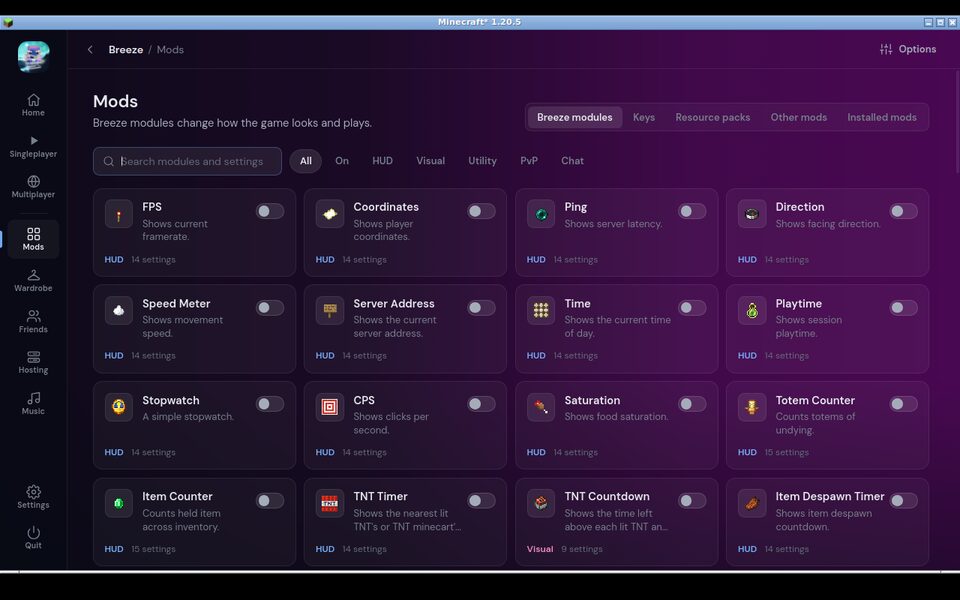 Minecraft* 1.20.5
Breeze / Mods
Options
Home
Singleplayer
Multiplayer
Mods
Wardrobe
Friends
Hosting
Music
Settings
Quit
Mods
Breeze modules change how the game looks and plays.
Breeze modules Keys Resource packs Other mods Installed mods
Search modules and settings
All On HUD Visual Utility PvP Chat
FPS
Shows current
framerate.
HUD 14 settings
Coordinates
Shows player
coordinates.
HUD 14 settings
Ping
Shows server latency.
HUD 14 settings
Direction
Shows facing direction.
HUD 14 settings
Speed Meter
Shows movement
speed.
HUD 14 settings
Server Address
Shows the current
server address.
HUD 14 settings
Time
Shows the current time
of day.
HUD 14 settings
Playtime
Shows session
playtime.
HUD 14 settings
Stopwatch
A simple stopwatch.
HUD 14 settings
CPS
Shows clicks per
second.
HUD 14 settings
Saturation
Shows food saturation.
HUD 14 settings
Totem Counter
Counts totems of
undying.
HUD 15 settings
Item Counter
Counts held item
across inventory.
HUD 15 settings
TNT
TNT Timer
Shows the nearest lit
TNT's or TNT minecart'...
HUD 14 settings
TNT Countdown
Shows the time left
above each lit TNT an...
Visual 9 settings
Item Despawn Timer
Shows item despawn
countdown.
HUD 14 settings